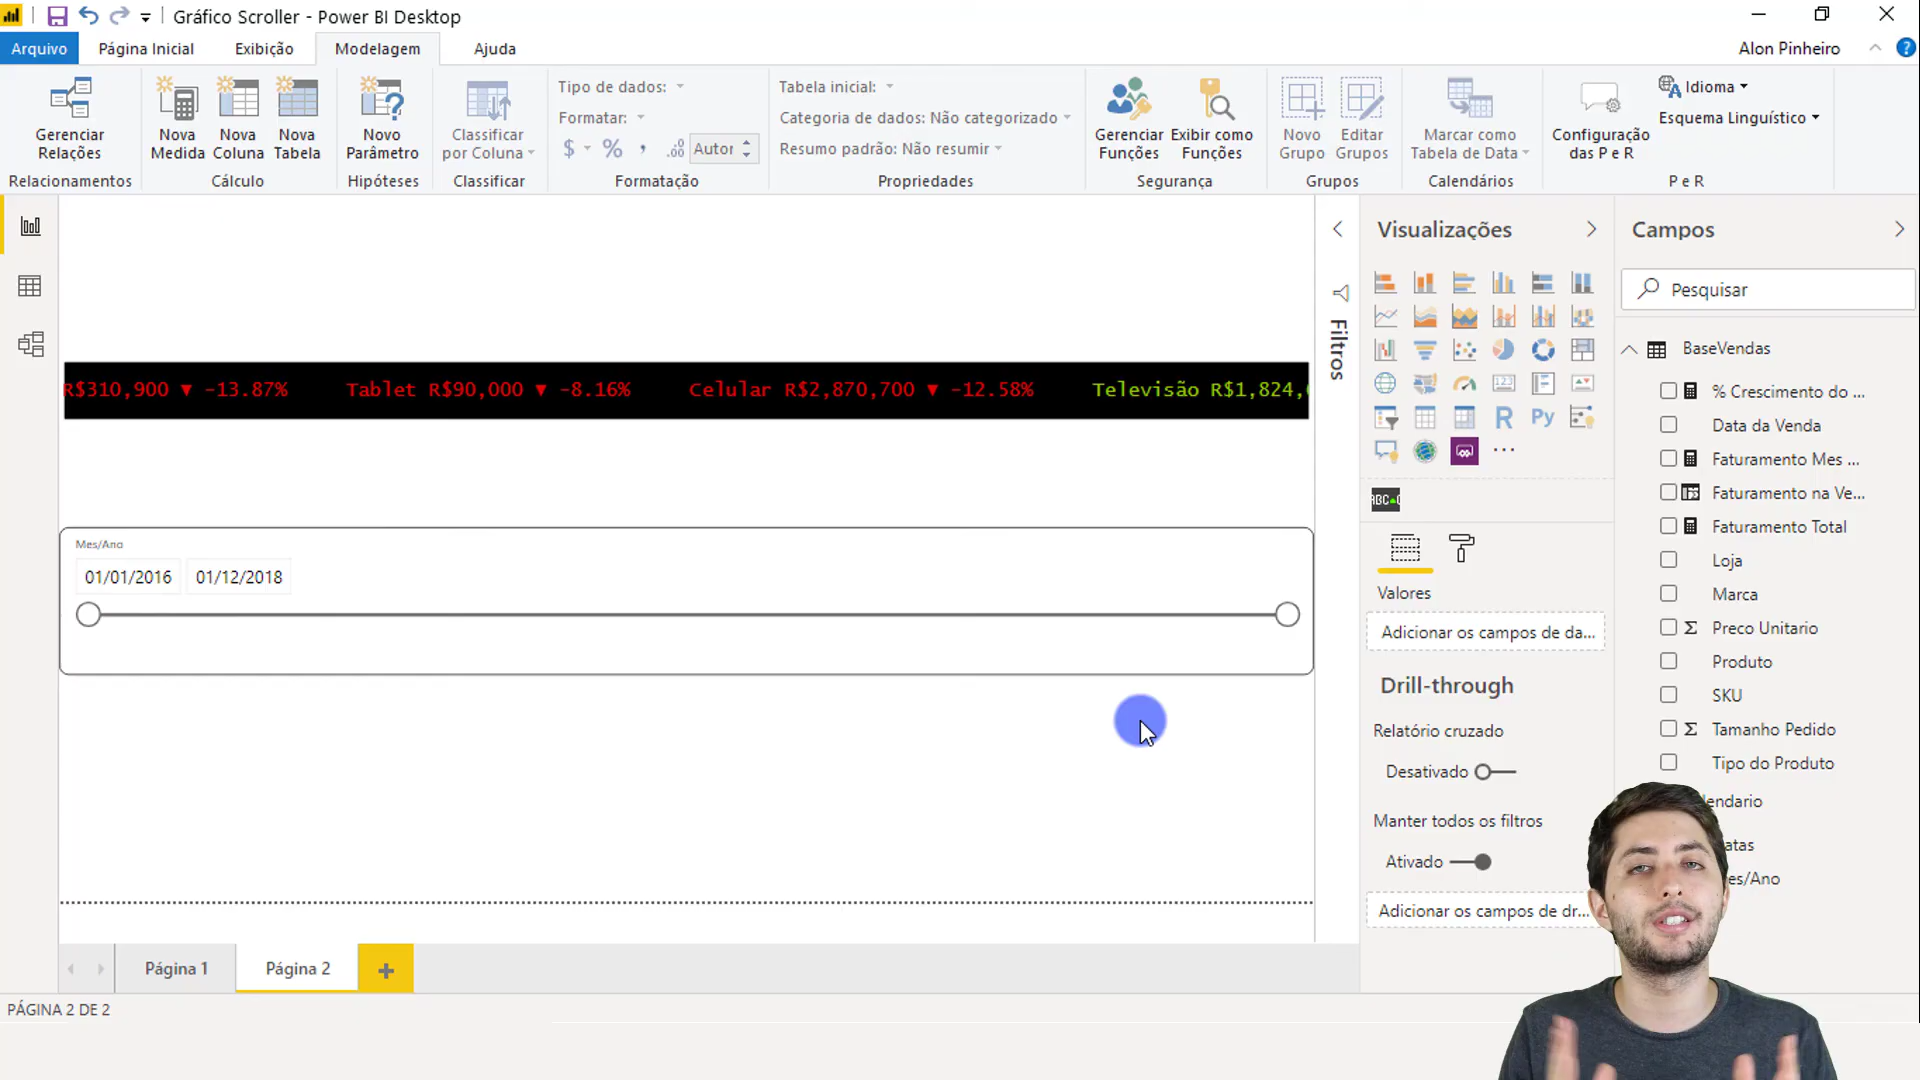 Gráfico Scroller - Power BI Desktop
Arquivo Página Inicial Exibição Modelagem Ajuda Alon Pinheiro ?
Gerenciar Relações
Relacionamentos
Nova Medida
Nova Coluna
Nova Tabela
Cálculo
Novo Parâmetro
Hipóteses
Classificar por Coluna
Classificar
Tipo de dados:
Formatar:
$ % , .00 Autor
Formatação
Tabela inicial:
Categoria de dados: Não categorizado
Resumo padrão: Não resumir
Propriedades
Gerenciar Funções
Exibir como Funções
Segurança
Novo Grupo
Editar Grupos
Grupos
Marcar como Tabela de Data
Calendários
Configuração das P e R
Idioma
Esquema Linguístico
P e R
R$310,900 ▼ -13.87% Tablet R$90,000 ▼ -8.16% Celular R$2,870,700 ▼ -12.58% Televisão R$1,824,
Mes/Ano
01/01/2016 01/12/2018
Página 1 Página 2 +
PÁGINA 2 DE 2
Filtros
Visualizações
123
R Py
ABC
Valores
Adicionar os campos de da...
Drill-through
Relatório cruzado
Desativado
Manter todos os filtros
Ativado
Adicionar os campos de dr...
Campos
Pesquisar
BaseVendas
% Crescimento do ...
Data da Venda
Faturamento Mes ...
Faturamento na Ve...
Faturamento Total
Loja
Marca
Σ Preco Unitario
Produto
SKU
Σ Tamanho Pedido
Tipo do Produto
endario
atas
es/Ano